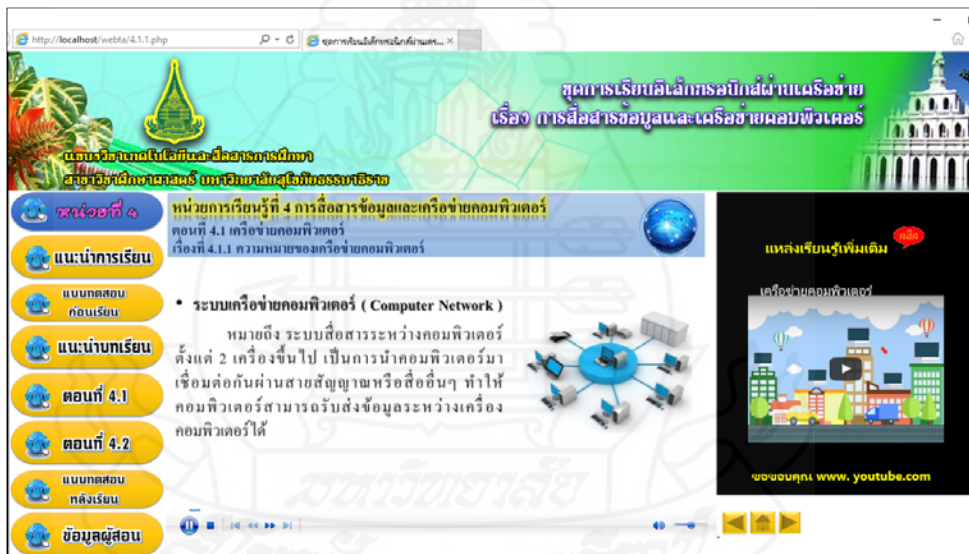 http://localhost/webta/4.1.1.php
ชุดการเรียนอิเล็กทรอนิกส์ผ่านเคร...
ชุดการเรียนอิเล็กทรอนิกส์ผ่านเครือข่าย
เรื่อง การสื่อสารข้อมูลและเครือข่ายคอมพิวเตอร์
แขนงวิชาเทคโนโลยีและสื่อสารการศึกษา
สาขาวิชาศึกษาศาสตร์ มหาวิทยาลัยสุโขทัยธรรมาธิราช
หน่วยที่ 4
แนะนำการเรียน
แบบทดสอบ
ก่อนเรียน
แนะนำบทเรียน
ตอนที่ 4.1
ตอนที่ 4.2
แบบทดสอบ
หลังเรียน
ข้อมูลผู้สอน
หน่วยการเรียนรู้ที่ 4 การสื่อสารข้อมูลและเครือข่ายคอมพิวเตอร์
ตอนที่ 4.1 เครือข่ายคอมพิวเตอร์
เรื่องที่ 4.1.1 ความหมายของเครือข่ายคอมพิวเตอร์
• ระบบเครือข่ายคอมพิวเตอร์ ( Computer Network )
หมายถึง ระบบสื่อสารระหว่างคอมพิวเตอร์
ตั้งแต่ 2 เครื่องขึ้นไป เป็นการนำคอมพิวเตอร์มา
เชื่อมต่อกันผ่านสายสัญญาณหรือสื่ออื่นๆ ทำให้
คอมพิวเตอร์สามารถรับส่งข้อมูลระหว่างเครื่อง
คอมพิวเตอร์ได้
แหล่งเรียนรู้เพิ่มเติม
คลิก
เครือข่ายคอมพิวเตอร์
ขอขอบคุณ www. youtube.com